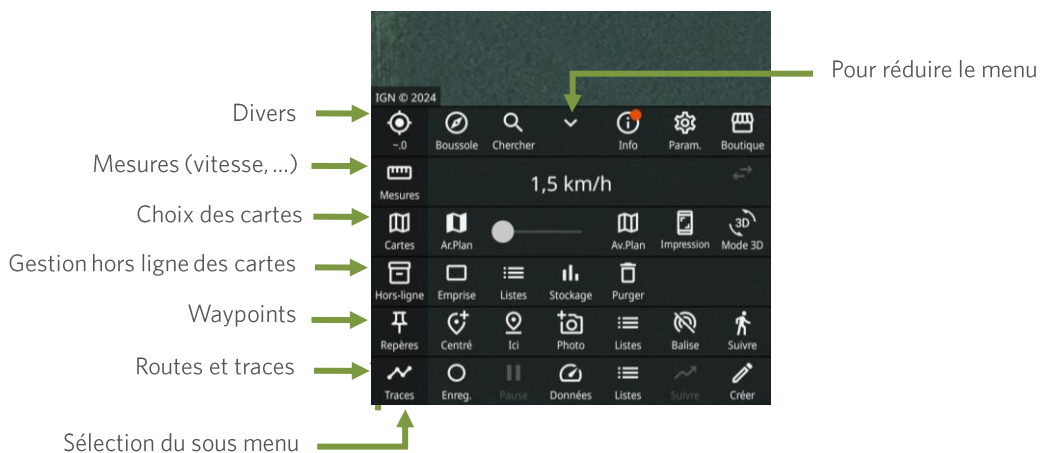 Pour réduire le menu
IGN © 2024
Divers
~.0 Boussole Chercher Info Param. Boutique
Mesures (vitesse, ...)
Mesures 1,5 km/h
Choix des cartes
Cartes Ar.Plan Av.Plan Impression 3D Mode 3D
Gestion hors ligne des cartes
Hors-ligne Emprise Listes Stockage Purger
Waypoints
Repères Centré Ici Photo Listes Balise Suivre
Routes et traces
Traces Enreg. Pause Données Listes Suivre Créer
Sélection du sous menu